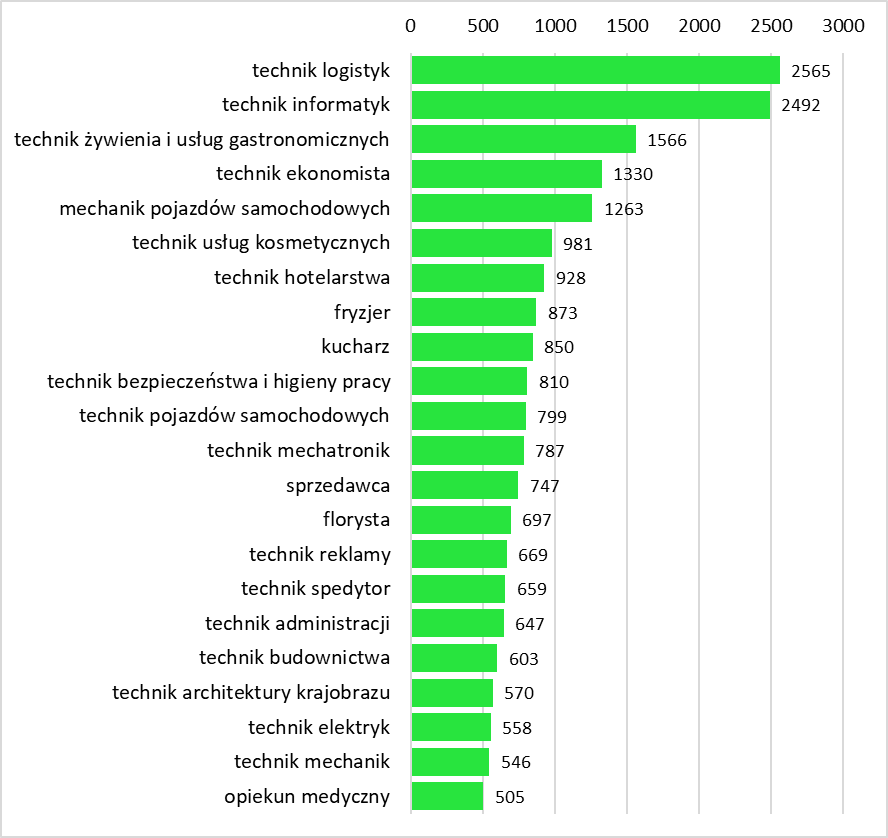 0 500 1000 1500 2000 2500 3000
technik logistyk 2565
technik informatyk 2492
technik żywienia i usług gastronomicznych 1566
technik ekonomista 1330
mechanik pojazdów samochodowych 1263
technik usług kosmetycznych 981
technik hotelarstwa 928
fryzjer 873
kucharz 850
technik bezpieczeństwa i higieny pracy 810
technik pojazdów samochodowych 799
technik mechatronik 787
sprzedawca 747
florysta 697
technik reklamy 669
technik spedytor 659
technik administracji 647
technik budownictwa 603
technik architektury krajobrazu 570
technik elektryk 558
technik mechanik 546
opiekun medyczny 505